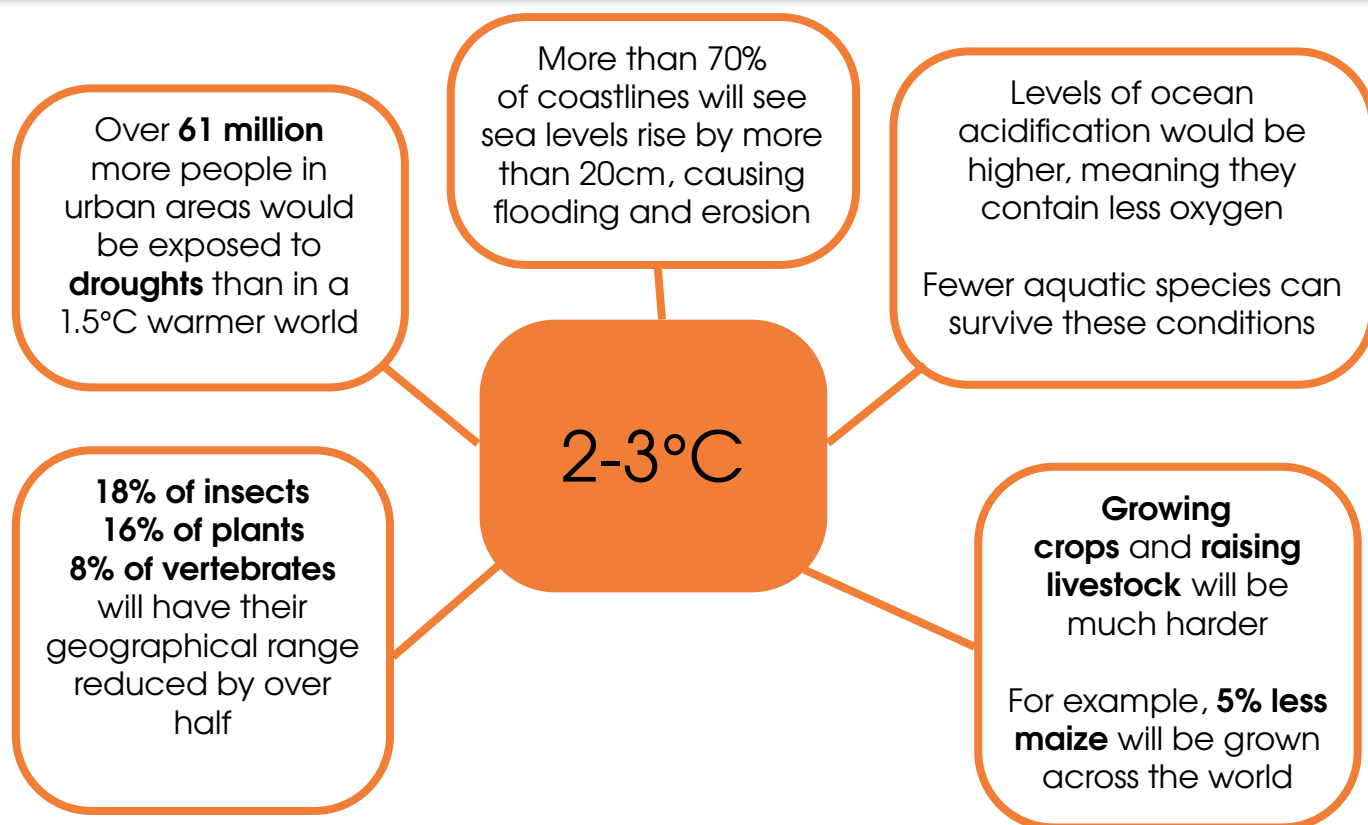 Over 61 million
more people in
urban areas would
be exposed to
droughts than in a
1.5°C warmer world
More than 70%
of coastlines will see
sea levels rise by more
than 20cm, causing
flooding and erosion
Levels of ocean
acidification would be
higher, meaning they
contain less oxygen
Fewer aquatic species can
survive these conditions
2-3°C
18% of insects
16% of plants
8% of vertebrates
will have their
geographical range
reduced by over
half
Growing
crops and raising
livestock will be
much harder
For example, 5% less
maize will be grown
across the world